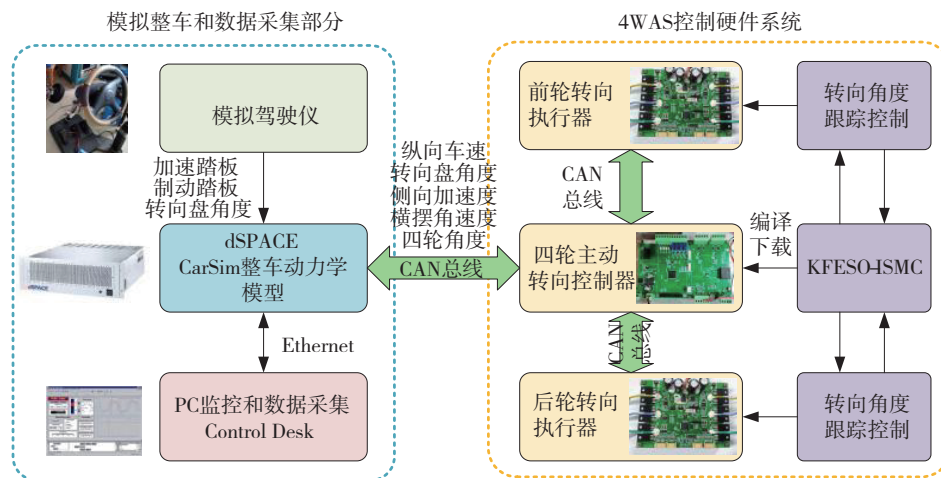 模拟整车和数据采集部分
4WAS控制硬件系统
模拟驾驶仪
加速踏板
制动踏板
转向盘角度
dSPACE
CarSim整车动力学
模型
Ethernet
PC监控和数据采集
Control Desk
纵向车速
转向盘角度
侧向加速度
横摆角速度
四轮角度
CAN总线
前轮转向
执行器
CAN
总线
四轮主动
转向控制器
CAN
总线
后轮转向
执行器
转向角度
跟踪控制
编译
下载
KFESO-ISMC
转向角度
跟踪控制